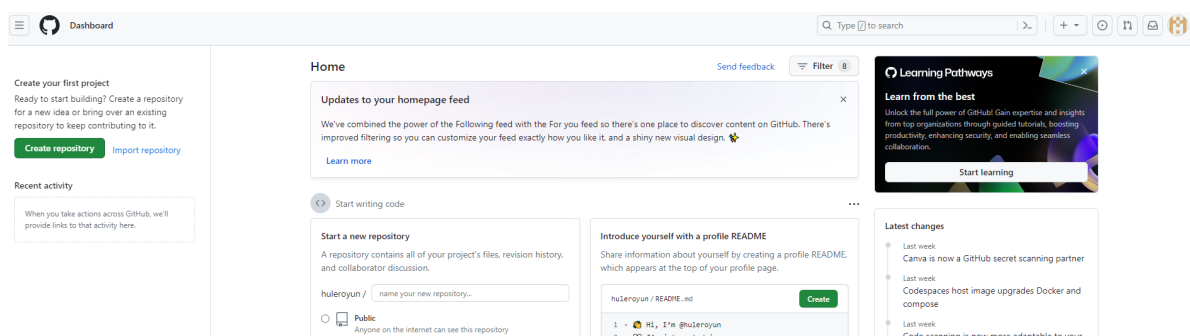 Dashboard
Type / to search
Create your first project
Ready to start building? Create a repository
for a new idea or bring over an existing
repository to keep contributing to it.
Create repository
Import repository
Recent activity
When you take actions across GitHub, we'll
provide links to that activity here.
Home
Send feedback
Filter 8
Updates to your homepage feed
We've combined the power of the Following feed with the For you feed so there's one place to discover content on GitHub. There's
improved filtering so you can customize your feed exactly how you like it, and a shiny new visual design.
Learn more
Start writing code
Start a new repository
A repository contains all of your project's files, revision history,
and collaborator discussion.
huleroyun /
name your new repository...
Public
Anyone on the internet can see this repository
Introduce yourself with a profile README
Share information about yourself by creating a profile README,
which appears at the top of your profile page.
huleroyun / README.md
Create
1 - 👋 Hi, I'm @huleroyun
Learning Pathways
Learn from the best
Unlock the full power of GitHub! Gain expertise and insights
from top organizations through guided tutorials, boosting
productivity, enhancing security, and enabling seamless
collaboration.
Start learning
Latest changes
Last week
Canva is now a GitHub secret scanning partner
Last week
Codespaces host image upgrades Docker and
compose
Last week
Code scanning is now more adaptable to your